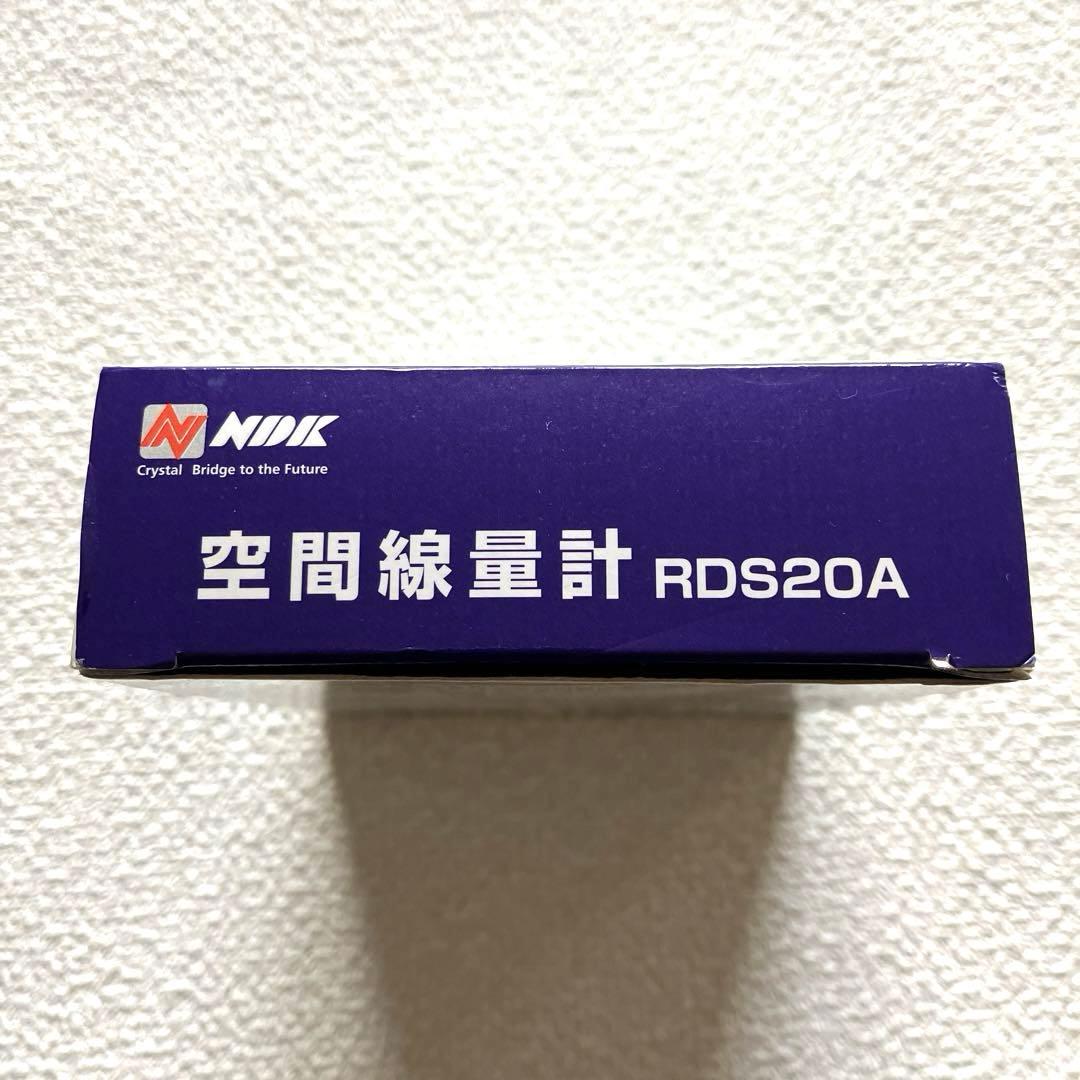 NDK
Crystal Bridge to the Future
空間線量計 RDS20A